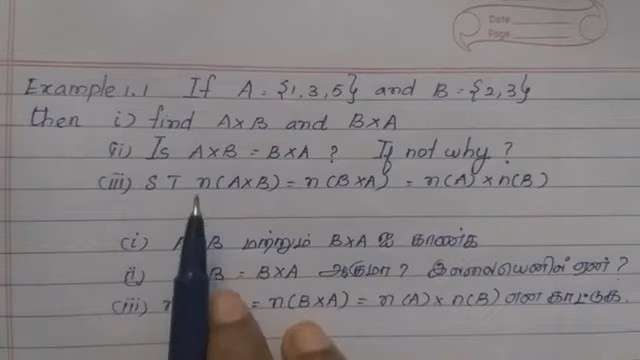 Date
Page
Example 1.1 If A = {1, 3, 5} and B = {2, 3}
then i) find A×B and B×A
(ii) Is A×B = B×A ? If not why ?
(iii) S T n(A×B) = n(B×A) = n(A) × n(B)
(i) A B மற்றும் B×A ஐ காண்க
ii) B = B×A ஆகுமா ? இல்லையெனில் ஏன் ?
(iii) n = n(B×A) = n(A) × n(B) என காட்டுக.